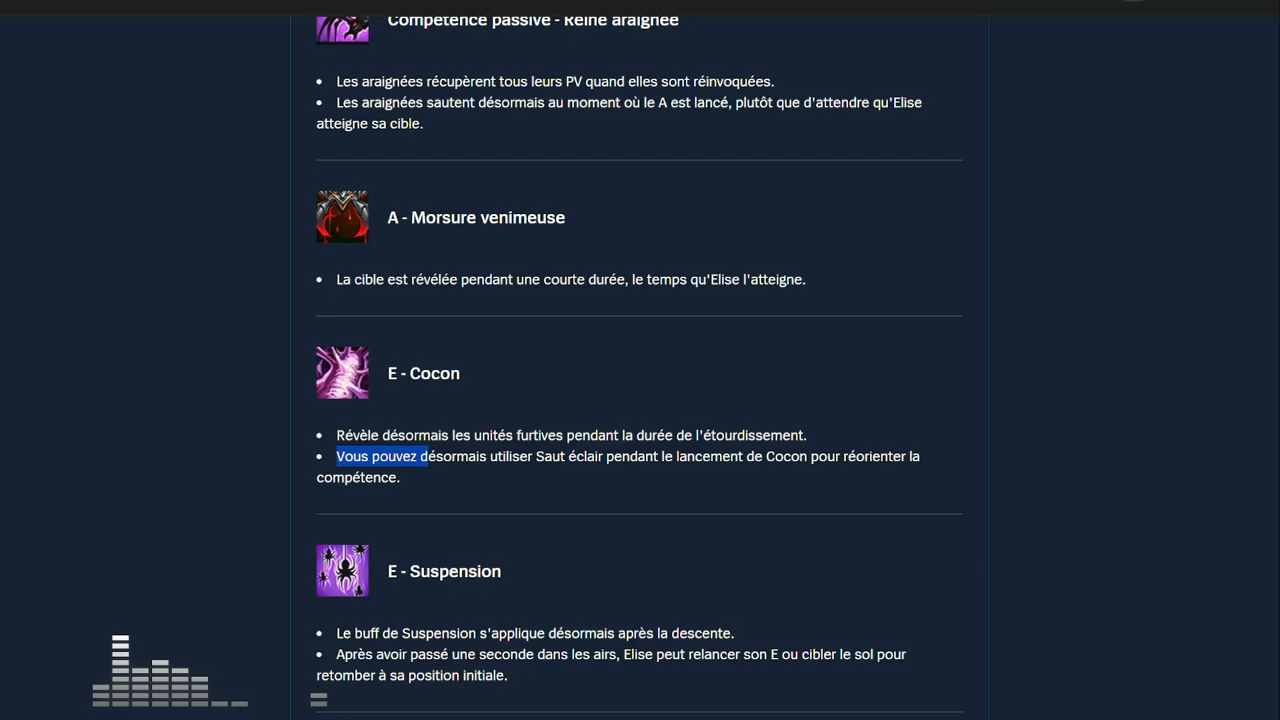 Compétence passive - Reine araignée
• Les araignées récupèrent tous leurs PV quand elles sont réinvoquées.
• Les araignées sautent désormais au moment où le A est lancé, plutôt que d'attendre qu'Elise
atteigne sa cible.
A - Morsure venimeuse
• La cible est révélée pendant une courte durée, le temps qu'Elise l'atteigne.
E - Cocon
• Révèle désormais les unités furtives pendant la durée de l'étourdissement.
• Vous pouvez désormais utiliser Saut éclair pendant le lancement de Cocon pour réorienter la
compétence.
E - Suspension
• Le buff de Suspension s'applique désormais après la descente.
• Après avoir passé une seconde dans les airs, Elise peut relancer son E ou cibler le sol pour
retomber à sa position initiale.